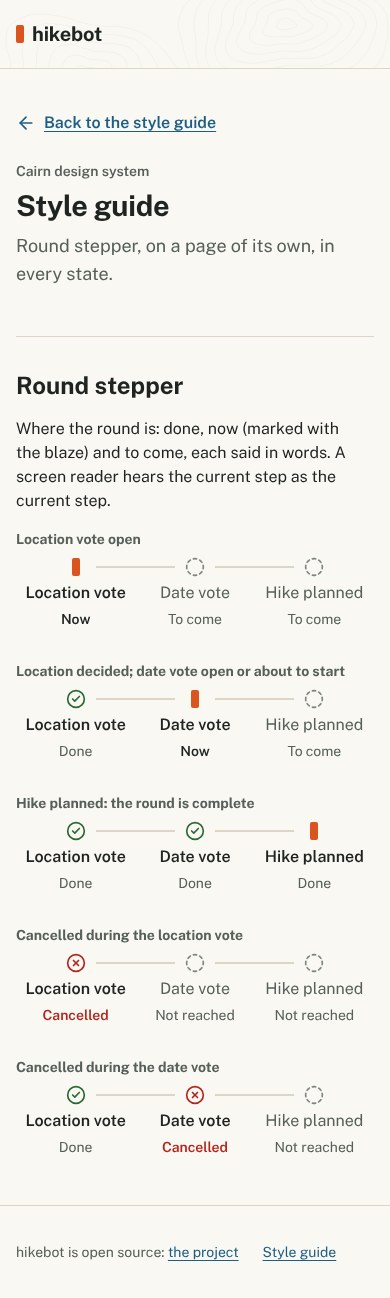 hikebot
Back to the style guide
Cairn design system
Style guide
Round stepper, on a page of its own, in
every state.
Round stepper
Where the round is: done, now (marked with
the blaze) and to come, each said in words. A
screen reader hears the current step as the
current step.
Location vote open
Location vote Date vote Hike planned
Now To come To come
Location decided; date vote open or about to start
Location vote Date vote Hike planned
Done Now To come
Hike planned: the round is complete
Location vote Date vote Hike planned
Done Done Done
Cancelled during the location vote
Location vote Date vote Hike planned
Cancelled Not reached Not reached
Cancelled during the date vote
Location vote Date vote Hike planned
Done Cancelled Not reached
hikebot is open source: the project Style guide